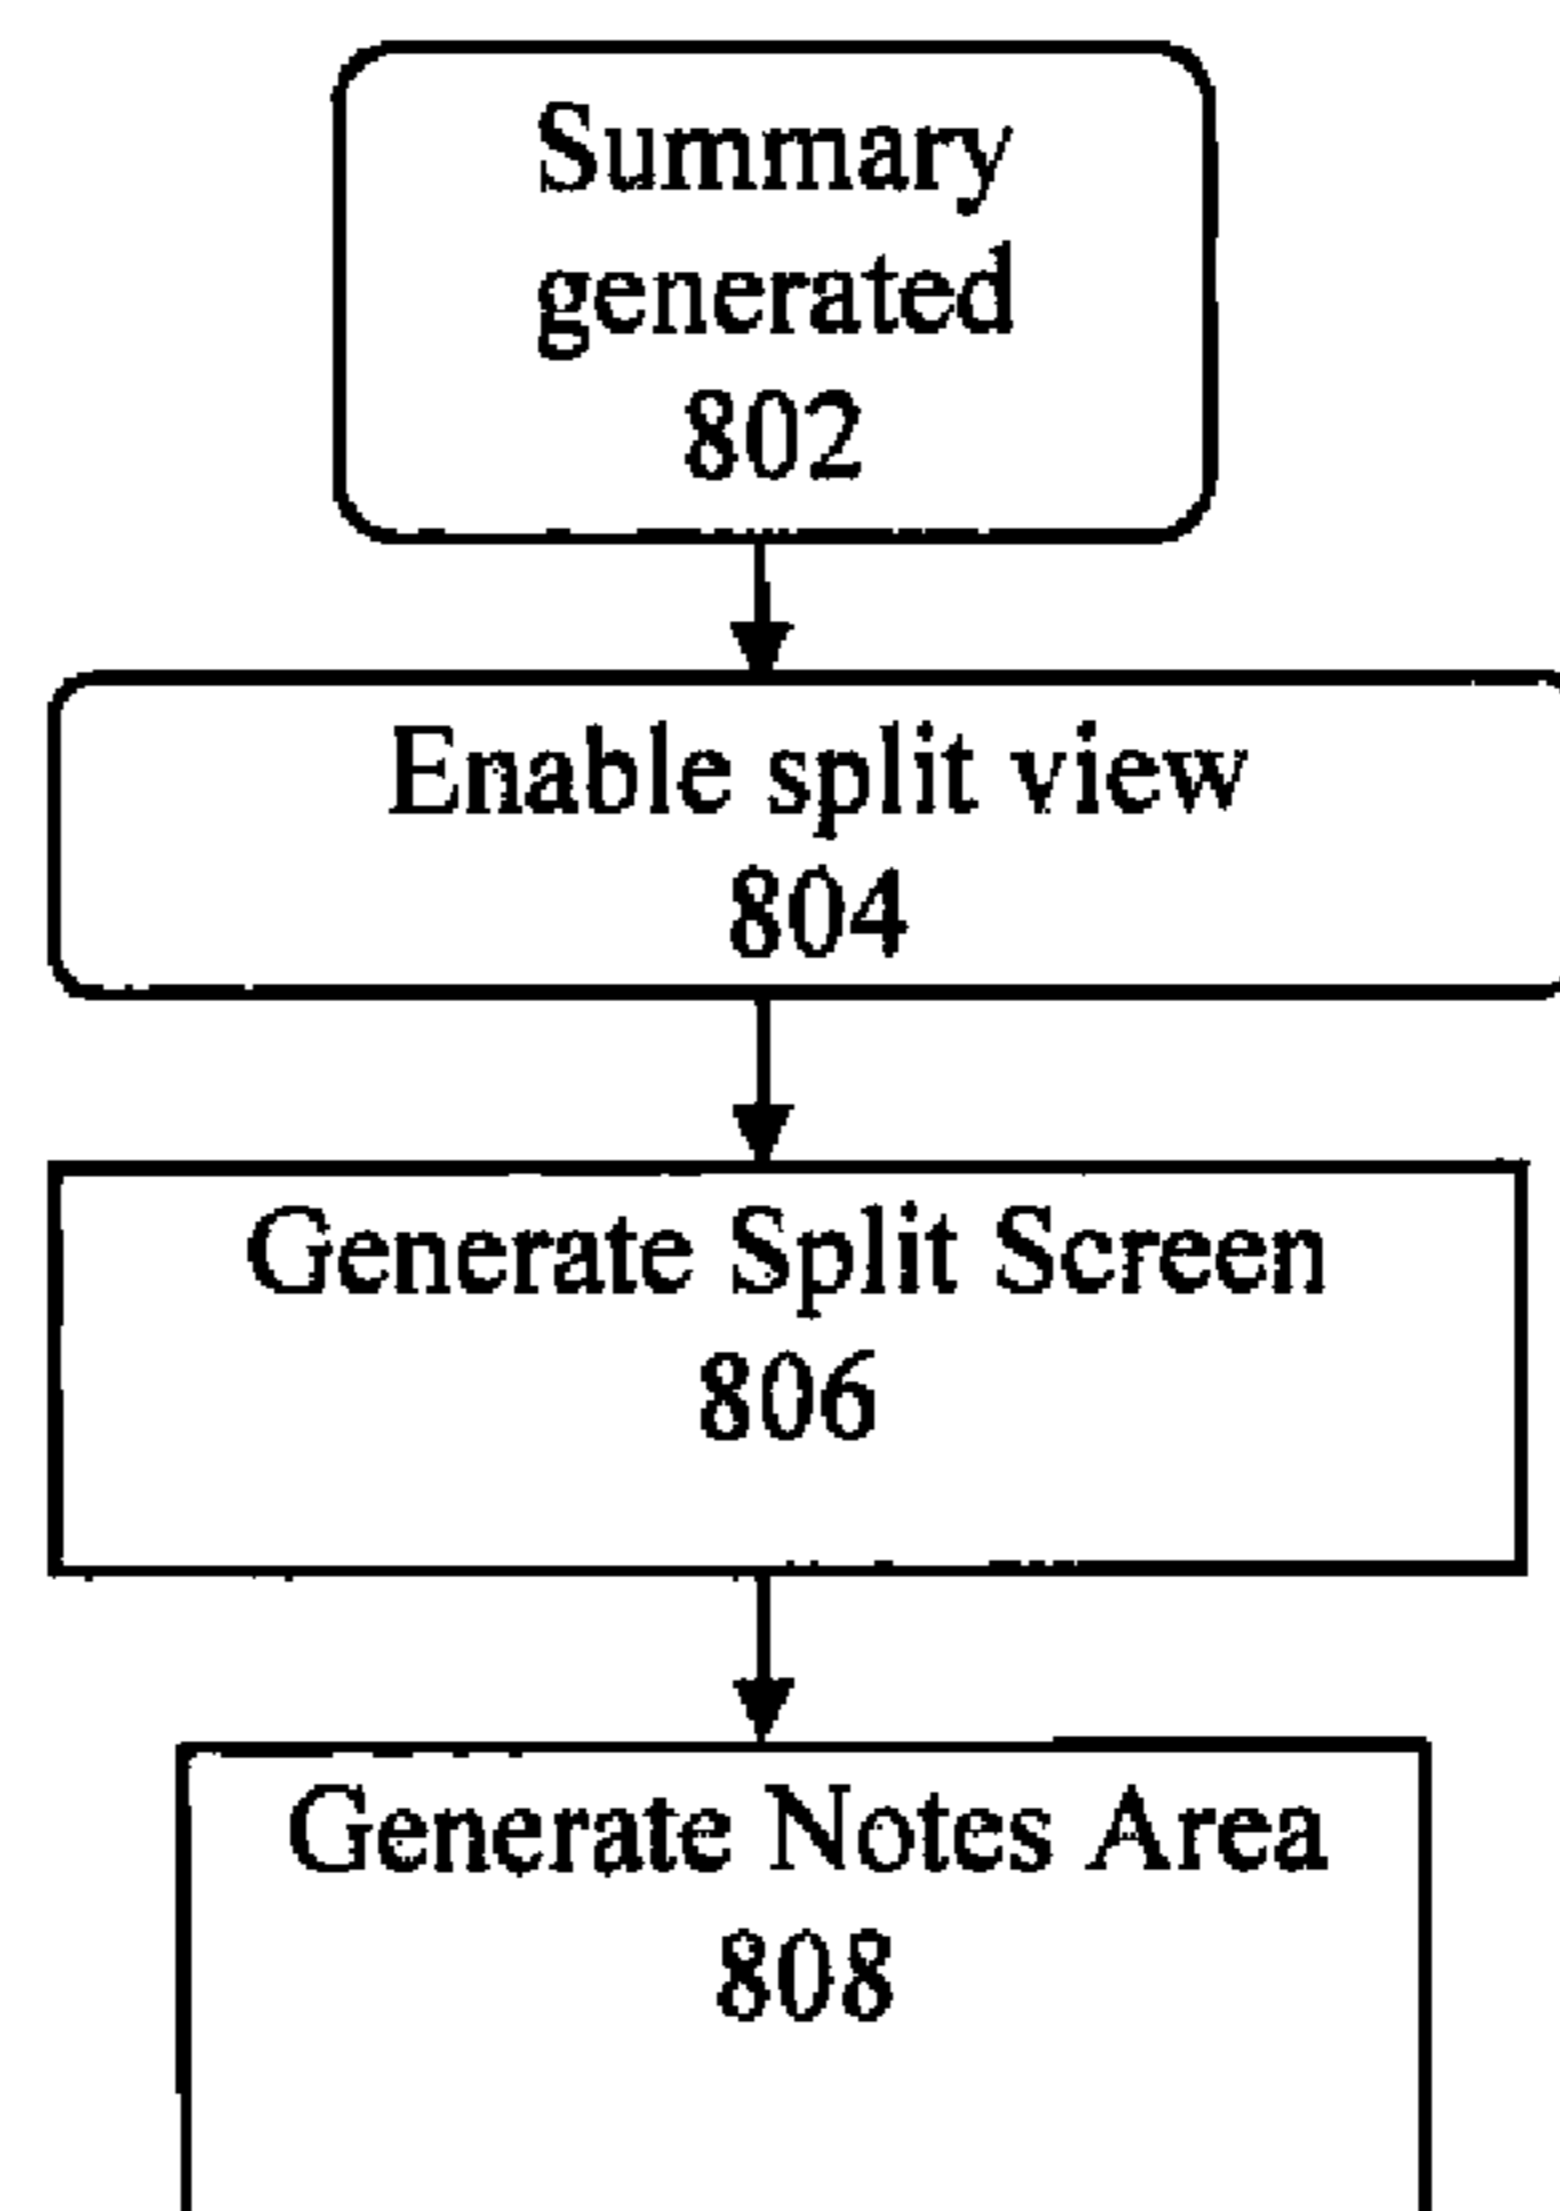 Summary
generated
802
Enable split view
804
Generate Split Screen
806
Generate Notes Area
808